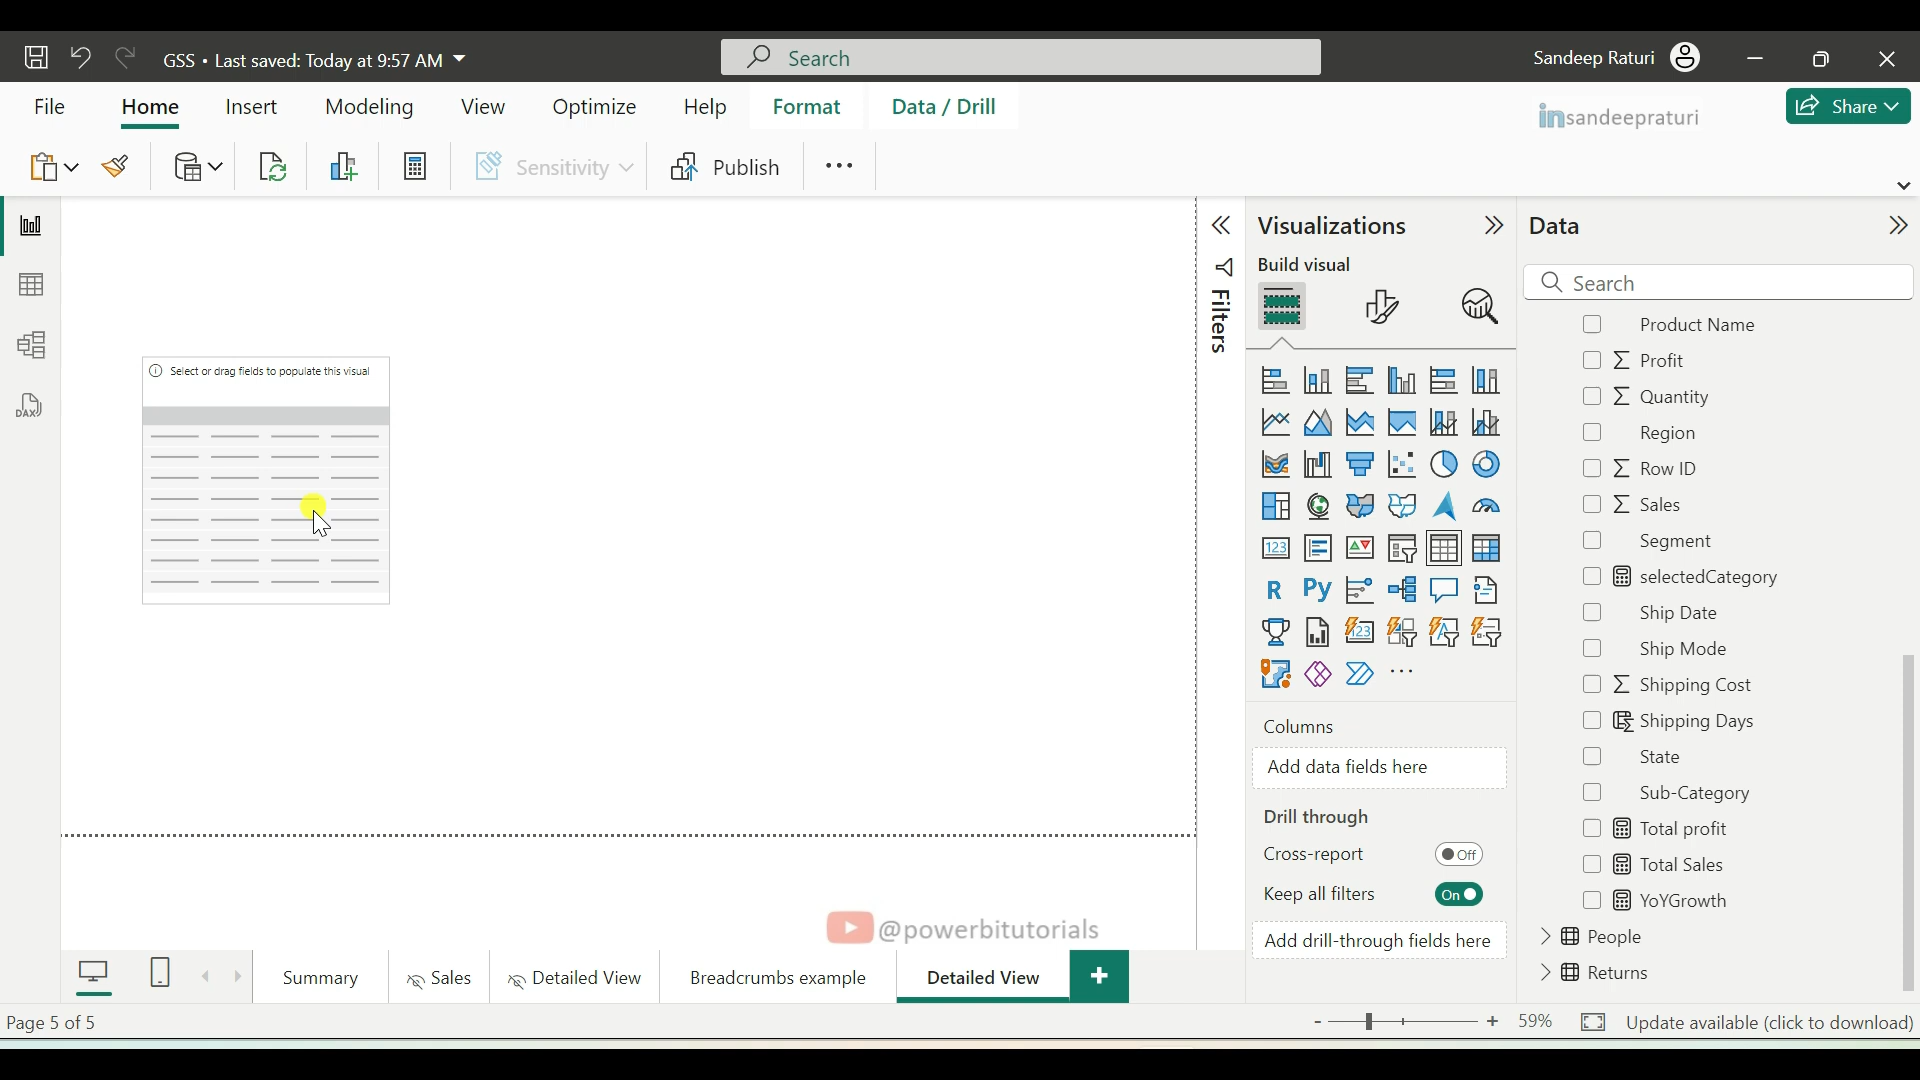 GSS • Last saved: Today at 9:57 AM
Search
Sandeep Raturi
File
Home
Insert
Modeling
View
Optimize
Help
Format
Data / Drill
insandeepraturi
Share
Sensitivity
Publish
DAX
Select or drag fields to populate this visual
Filters
Visualizations
Build visual
123
R
Py
123
Columns
Add data fields here
Drill through
Cross-report
Off
Keep all filters
On
Add drill-through fields here
Data
Search
Product Name
Profit
Quantity
Region
Row ID
Sales
Segment
selectedCategory
Ship Date
Ship Mode
Shipping Cost
Shipping Days
State
Sub-Category
Total profit
Total Sales
YoYGrowth
People
Returns
@powerbitutorials
Summary
Sales
Detailed View
Breadcrumbs example
Detailed View
Page 5 of 5
59%
Update available (click to download)